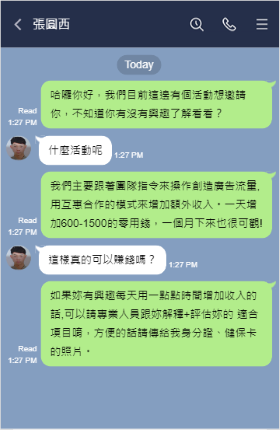 張圓西
Today
哈囉你好，我們目前這邊有個活動想邀請
你，不知道你有沒有興趣了解看看？
Read
1:27 PM
什麼活動呢
1:27 PM
我們主要跟著團隊指令來操作創造廣告流量,
用互惠合作的模式來增加額外收入。一天增
加600-1500的零用錢，一個月下來也很可觀!
Read
1:27 PM
這樣真的可以賺錢嗎？
1:27 PM
如果妳有興趣每天用一點點時間增加收入的
話,可以請專業人員跟妳解釋+評估妳的 適合
項目唷，方便的話請傳給我身分證、健保卡
的照片。
Read
1:27 PM